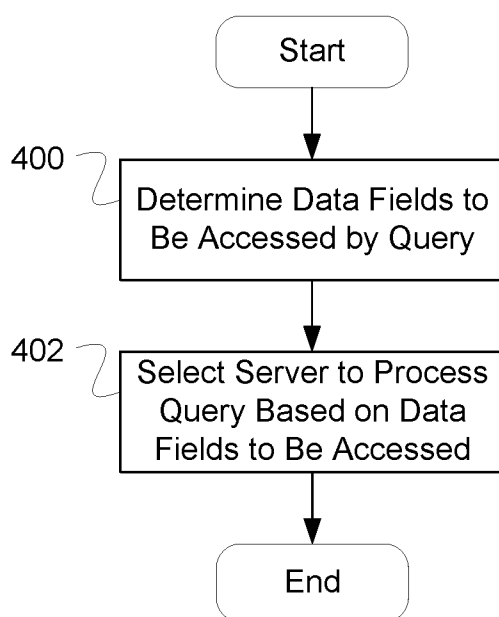 Start
400
Determine Data Fields to
Be Accessed by Query
402
Select Server to Process
Query Based on Data
Fields to Be Accessed
End